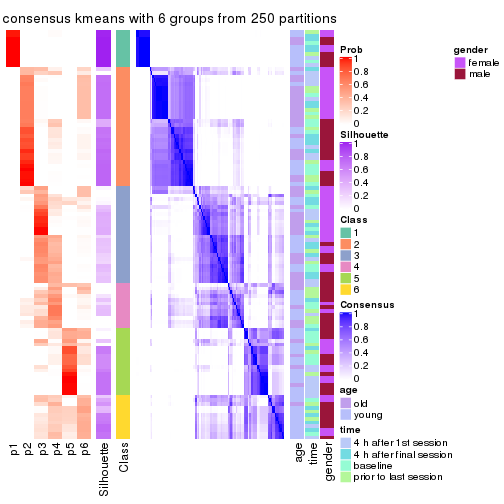 consensus kmeans with 6 groups from 250 partitions
p1
p2
p3
p4
p5
p6
Silhouette
Class
age
time
gender
Prob
1
0.8
0.6
0.4
0.2
0
Silhouette
1
0.8
0.6
0.4
0.2
0
Class
1
2
3
4
5
6
Consensus
1
0.8
0.6
0.4
0.2
0
age
old
young
time
4 h after 1st session
4 h after final session
baseline
prior to last session
gender
female
male